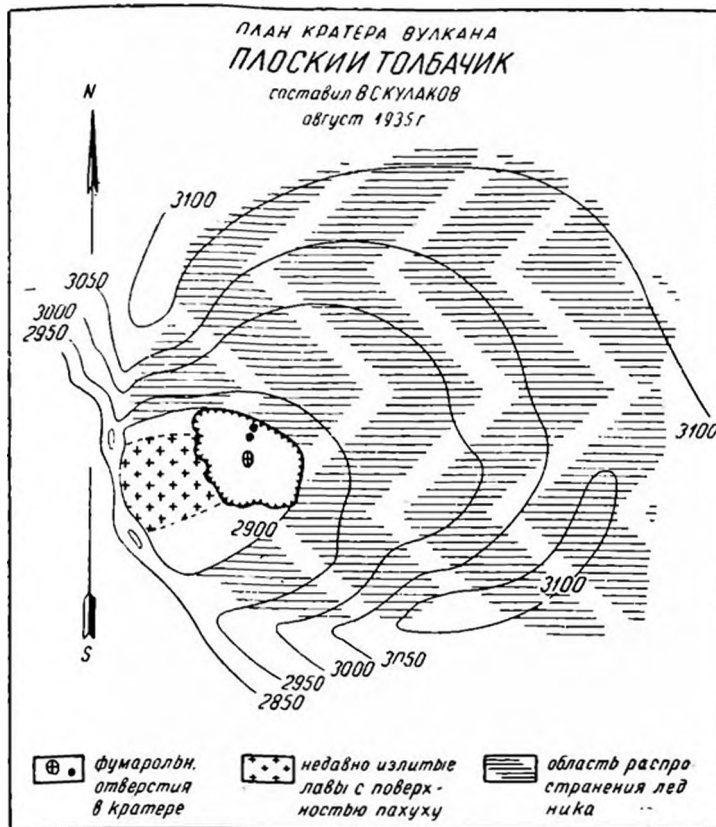 ПЛАН КРАТЕРА ВУЛКАНА
ПЛОСКИЙ ТОЛБАЧИК
составил В С КУЛАКОВ
август 1935 г
N
3100
3050
3000
2950
3100
2900
3100
3050
3000
2950
2850
S
фумарольн.
отверстия
в кратере
недавно излитые
лавы с поверх-
ностью пахуху
область распро
странения лед
ника